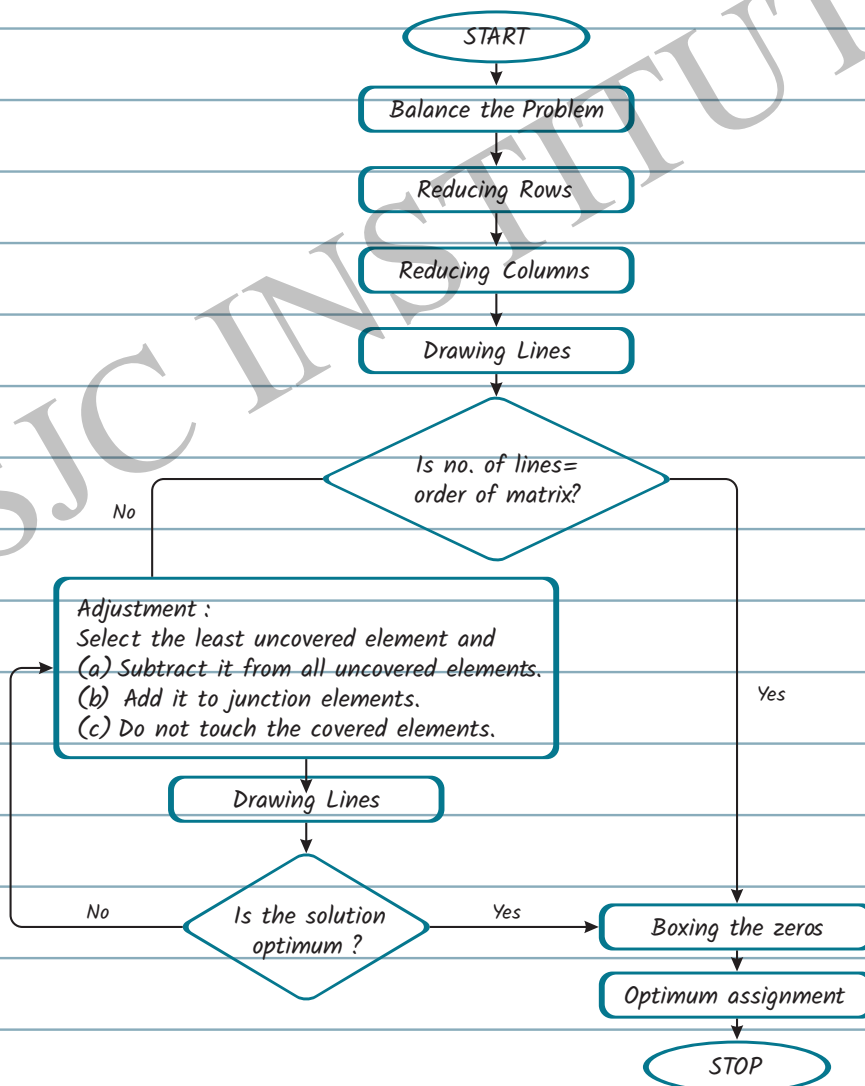 START
Balance the Problem
Reducing Rows
Reducing Columns
Drawing Lines
Is no. of lines=
order of matrix?
No
Adjustment :
Select the least uncovered element and
(a) Subtract it from all uncovered elements.
(b) Add it to junction elements.
(c) Do not touch the covered elements.
Yes
Drawing Lines
Is the solution
optimum ?
No
Yes
Boxing the zeros
Optimum assignment
STOP
SJC INSTITUT